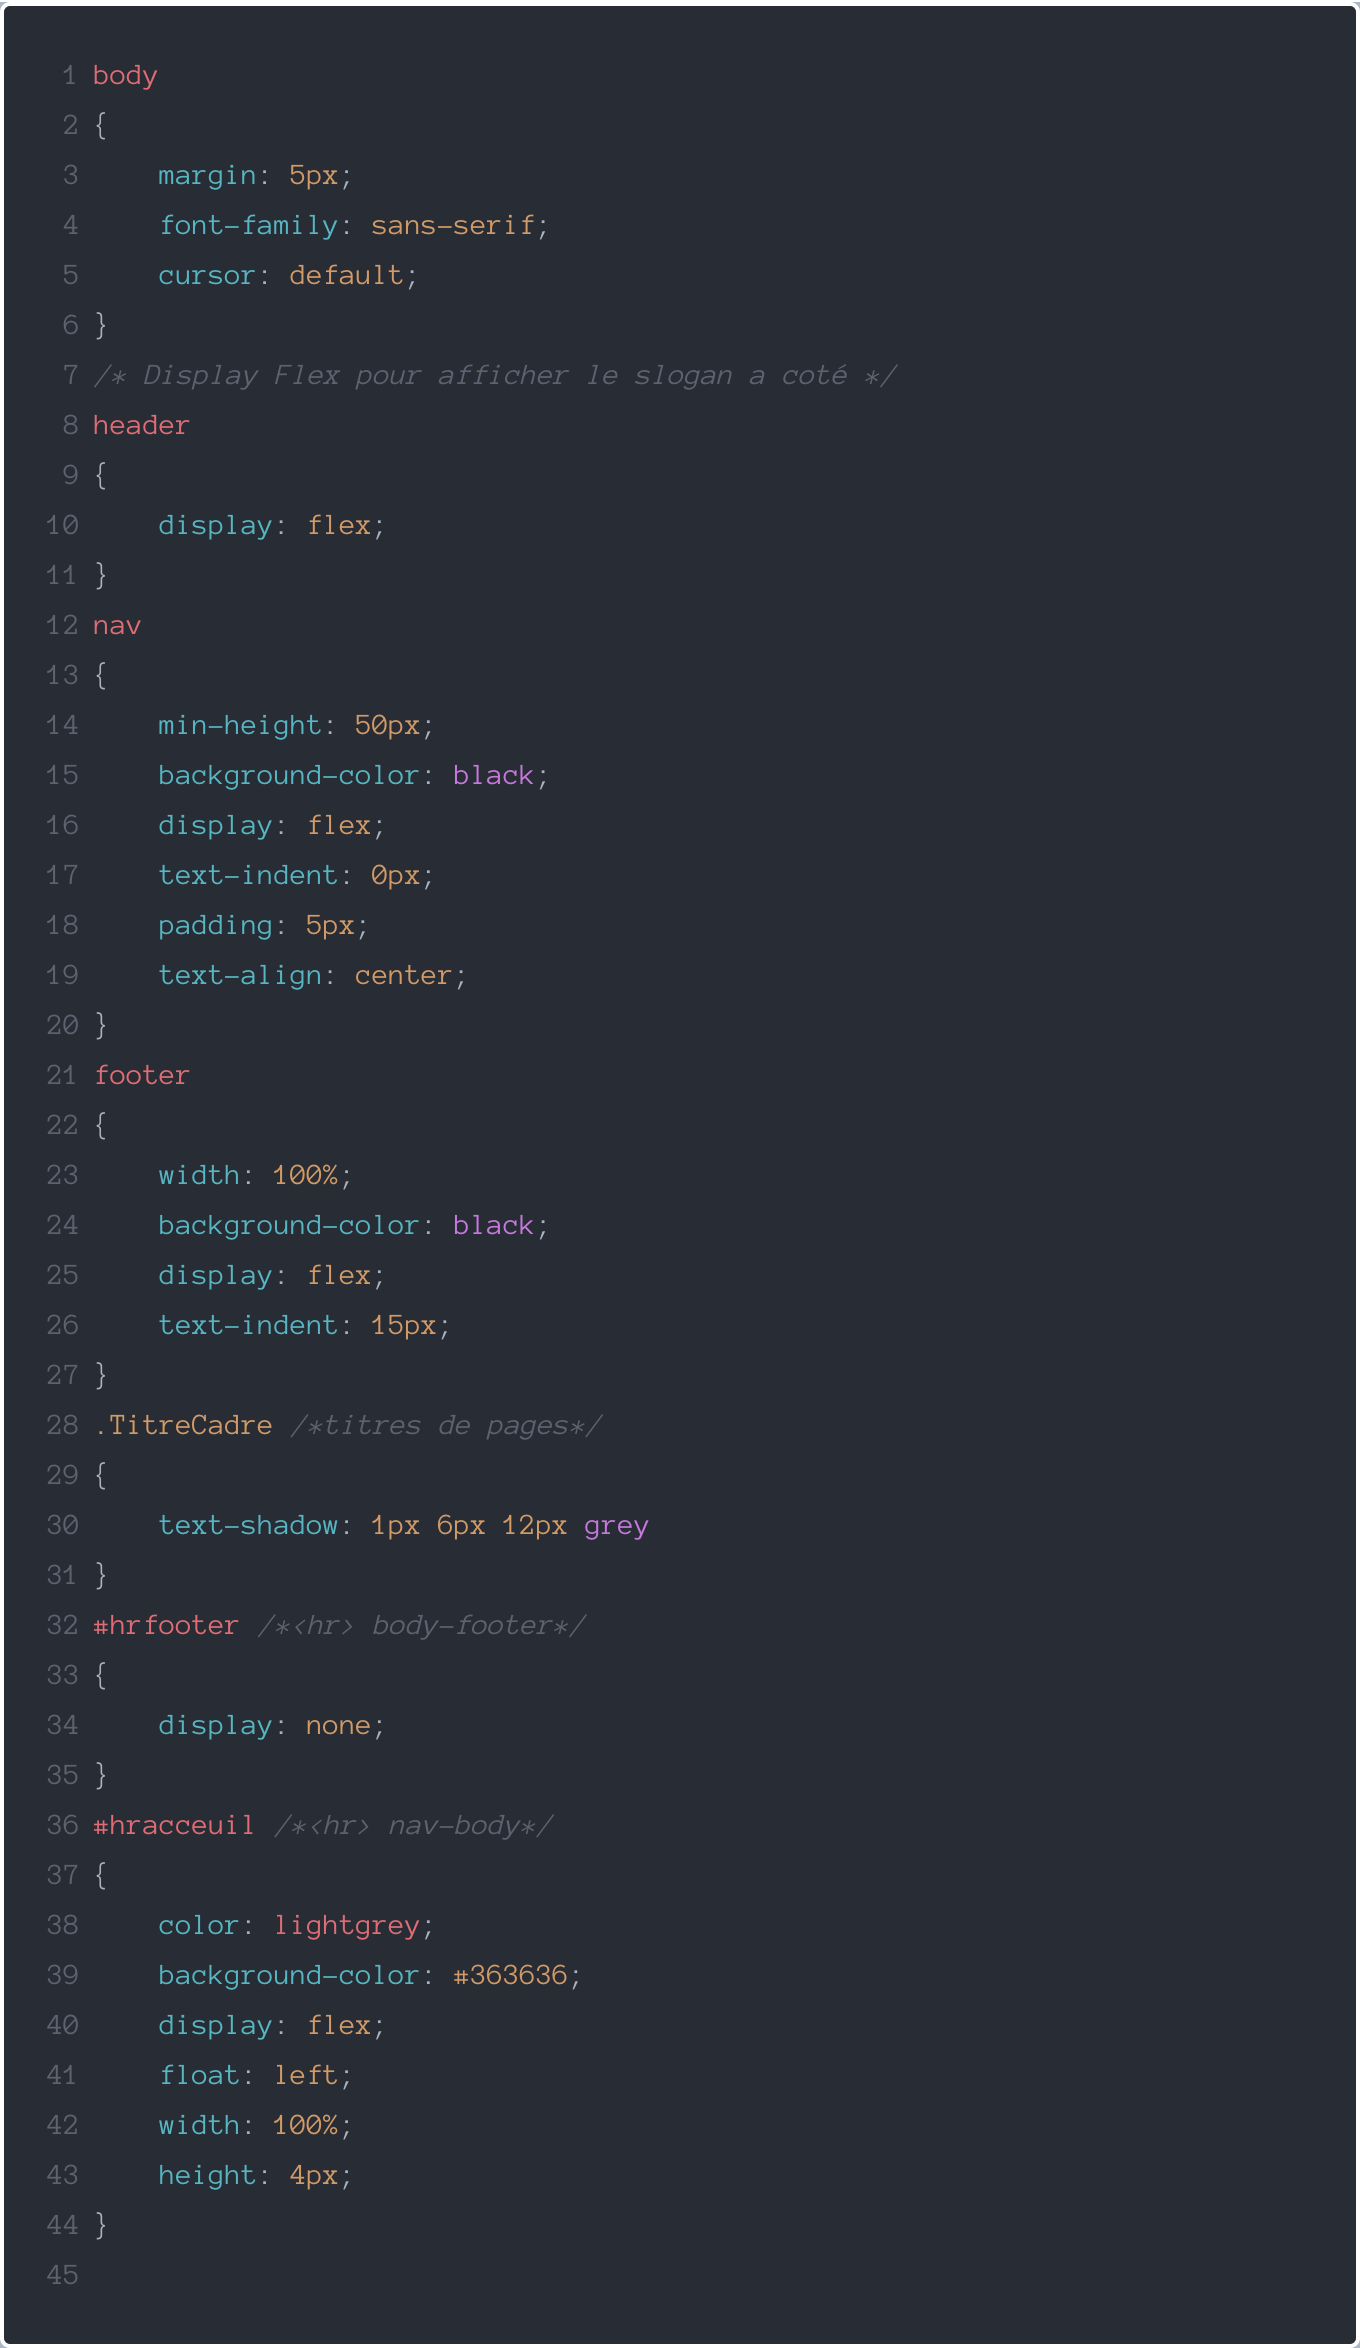 1 body
2 {
3     margin: 5px;
4     font-family: sans-serif;
5     cursor: default;
6 }
7 /* Display Flex pour afficher le slogan a coté */
8 header
9 {
10     display: flex;
11 }
12 nav
13 {
14     min-height: 50px;
15     background-color: black;
16     display: flex;
17     text-indent: 0px;
18     padding: 5px;
19     text-align: center;
20 }
21 footer
22 {
23     width: 100%;
24     background-color: black;
25     display: flex;
26     text-indent: 15px;
27 }
28 .TitreCadre /*titres de pages*/
29 {
30     text-shadow: 1px 6px 12px grey
31 }
32 #hrfooter /*<hr> body-footer*/
33 {
34     display: none;
35 }
36 #hracceuil /*<hr> nav-body*/
37 {
38     color: lightgrey;
39     background-color: #363636;
40     display: flex;
41     float: left;
42     width: 100%;
43     height: 4px;
44 }
45